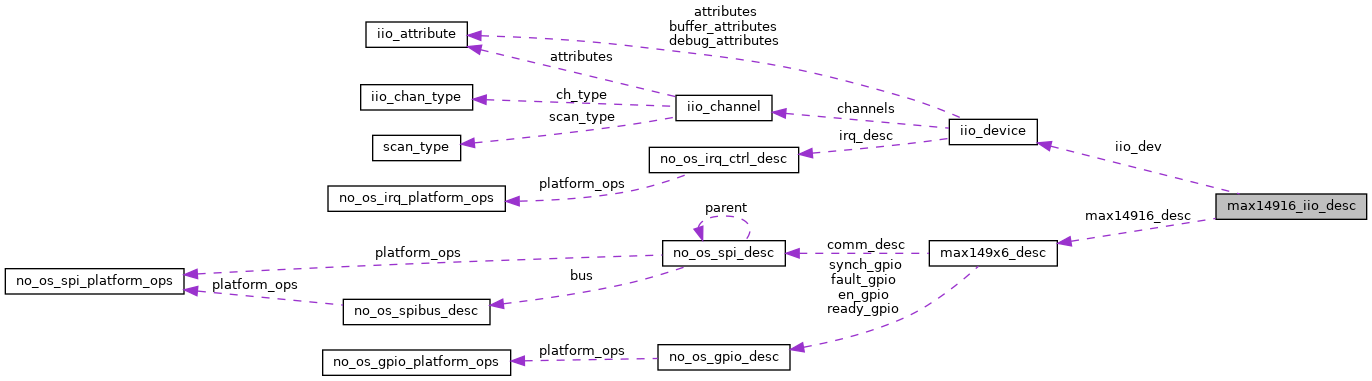 attributes
buffer_attributes
debug_attributes
iio_attribute
attributes
ch_type
iio_chan_type
iio_channel
channels
scan_type
iio_device
scan_type
irq_desc
iio_dev
no_os_irq_ctrl_desc
platform_ops
no_os_irq_platform_ops
max14916_iio_desc
parent
max14916_desc
comm_desc
platform_ops
no_os_spi_desc
max149x6_desc
synch_gpio
fault_gpio
en_gpio
ready_gpio
bus
no_os_spi_platform_ops
platform_ops
no_os_spibus_desc
platform_ops
no_os_gpio_desc
no_os_gpio_platform_ops